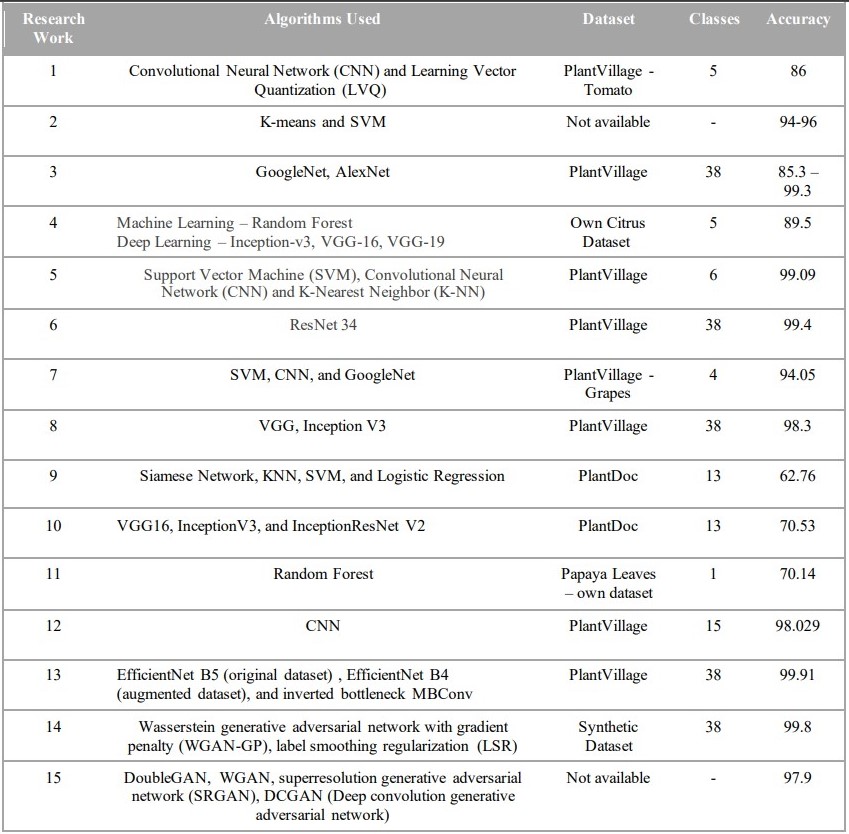 Research Work Algorithms Used Dataset Classes Accuracy
1 Convolutional Neural Network (CNN) and Learning Vector Quantization (LVQ) PlantVillage - Tomato 5 86
2 K-means and SVM Not available - 94-96
3 GoogleNet, AlexNet PlantVillage 38 85.3 – 99.3
4 Machine Learning – Random Forest Deep Learning – Inception-v3, VGG-16, VGG-19 Own Citrus Dataset 5 89.5
5 Support Vector Machine (SVM), Convolutional Neural Network (CNN) and K-Nearest Neighbor (K-NN) PlantVillage 6 99.09
6 ResNet 34 PlantVillage 38 99.4
7 SVM, CNN, and GoogleNet PlantVillage - Grapes 4 94.05
8 VGG, Inception V3 PlantVillage 38 98.3
9 Siamese Network, KNN, SVM, and Logistic Regression PlantDoc 13 62.76
10 VGG16, InceptionV3, and InceptionResNet V2 PlantDoc 13 70.53
11 Random Forest Papaya Leaves – own dataset 1 70.14
12 CNN PlantVillage 15 98.029
13 EfficientNet B5 (original dataset) , EfficientNet B4 (augmented dataset), and inverted bottleneck MBConv PlantVillage 38 99.91
14 Wasserstein generative adversarial network with gradient penalty (WGAN-GP), label smoothing regularization (LSR) Synthetic Dataset 38 99.8
15 DoubleGAN, WGAN, superresolution generative adversarial network (SRGAN), DCGAN (Deep convolution generative adversarial network) Not available - 97.9